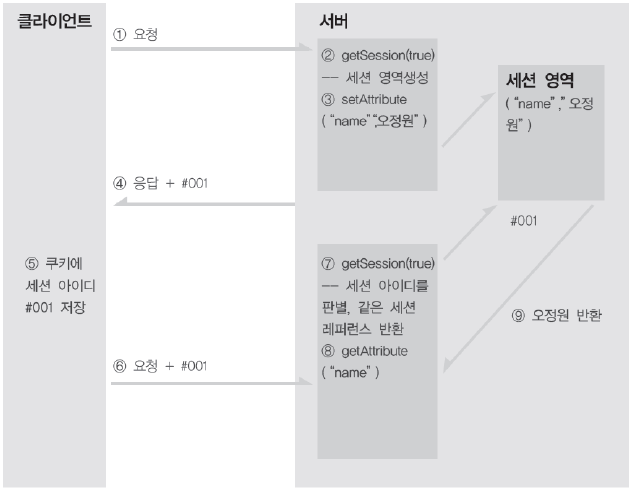 클라이언트
서버
① 요청
② getSession(true)
── 세션 영역생성
③ setAttribute
( “name”“,오정원” )
세션 영역
( “name”,” 오정
원” )
④ 응답 + #001
#001
⑤ 쿠키에
세션 아이디
#001 저장
⑦ getSession(true)
── 세션 아이디를
판별, 같은 세션
레퍼런스 반환
⑧ getAttribute
( “name” )
⑨ 오정원 반환
⑥ 요청 + #001